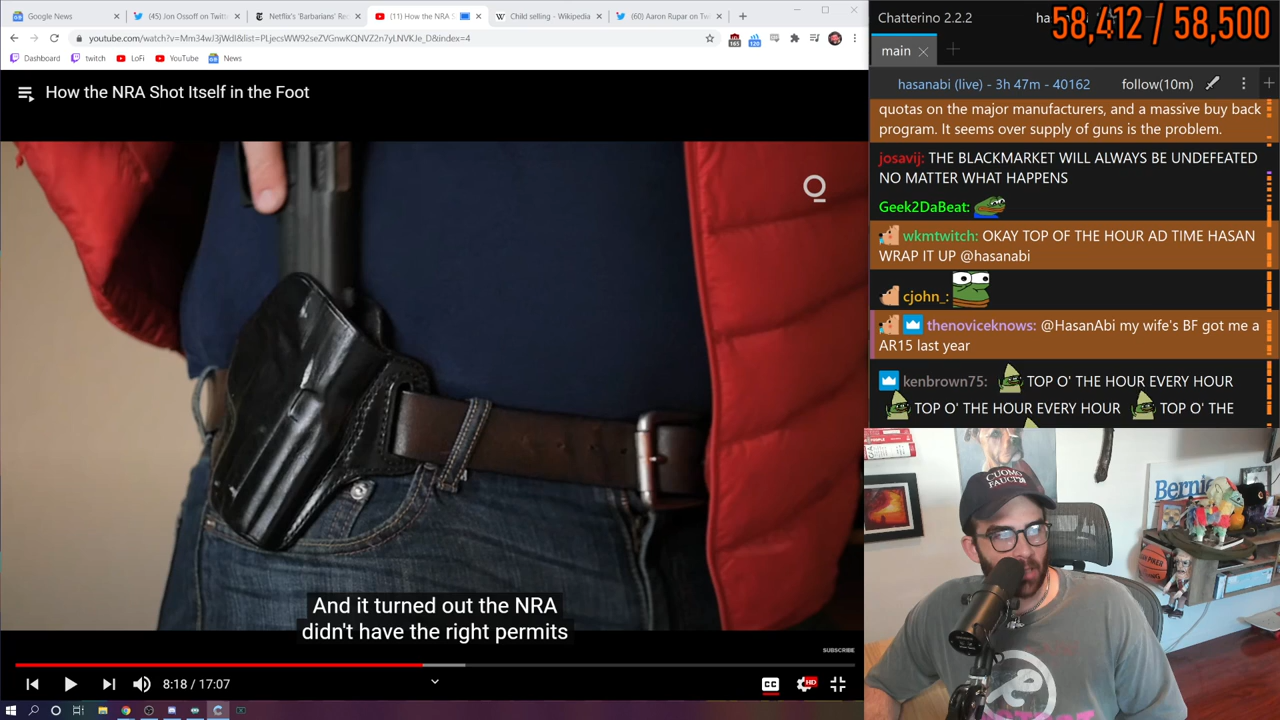 Google News
(45) Jon Ossoff on Twitt
Netflix's 'Barbarians' Re
(11) How the NRA S
Child selling - Wikipedia
(60) Aaron Rupar on Tw
youtube.com/watch?v=Mm34wJ3jWdI&list=PLjecsWW92seZVGnwKQNVZ2n7yLNVKJe_D&index=4
165
120
Dashboard
twitch
LoFi
YouTube
News
How the NRA Shot Itself in the Foot
And it turned out the NRA
didn't have the right permits
SUBSCRIBE
8:18 / 17:07
CC
HD
Chatterino 2.2.2
ha
58,412 / 58,500
main
hasanabi (live) - 3h 47m - 40162
follow(10m)
quotas on the major manufacturers, and a massive buy back
program. It seems over supply of guns is the problem.
josavij: THE BLACKMARKET WILL ALWAYS BE UNDEFEATED
NO MATTER WHAT HAPPENS
Geek2DaBeat:
wkmtwitch: OKAY TOP OF THE HOUR AD TIME HASAN
WRAP IT UP @hasanabi
cjohn_:
thenoviceknows: @HasanAbi my wife's BF got me a
AR15 last year
kenbrown75: TOP O' THE HOUR EVERY HOUR
TOP O' THE HOUR EVERY HOUR TOP O' THE
CUOMO
FAUCI
Bernie